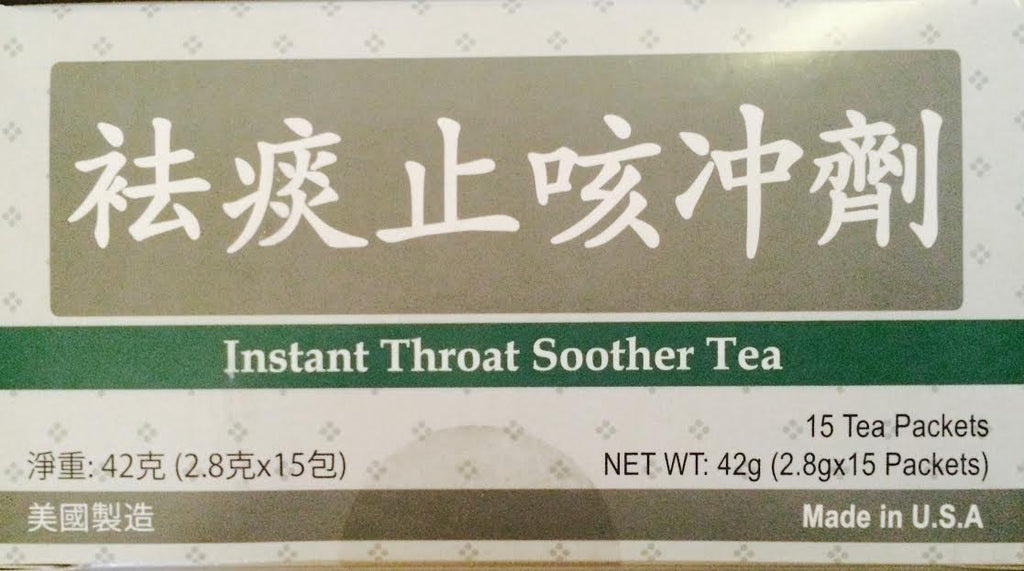 袪痰止咳冲劑
Instant Throat Soother Tea
15 Tea Packets
淨重: 42克 (2.8克x15包)
NET WT: 42g (2.8gx15 Packets)
美國製造
Made in U.S.A